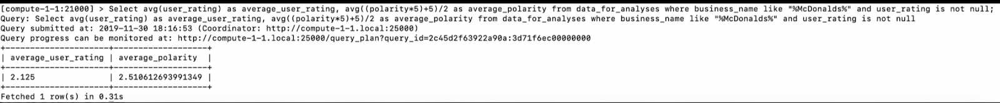 [compute-1-1:21000] > Select avg(user_rating) as average_user_rating, avg((polarity*5)+5)/2 as average_polarity from data_for_analyses where business_name like "%McDonalds%" and user_rating is not null;
Query: Select avg(user_rating) as average_user_rating, avg((polarity*5)+5)/2 as average_polarity from data_for_analyses where business_name like "%McDonalds%" and user_rating is not null
Query submitted at: 2019-11-30 18:16:53 (Coordinator: http://compute-1-1.local:25000)
Query progress can be monitored at: http://compute-1-1.local:25000/query_plan?query_id=2c45d2f63922a90a:3d71f6ec00000000
+---------------------+-------------------+
| average_user_rating | average_polarity  |
+---------------------+-------------------+
| 2.125               | 2.510612693991349 |
+---------------------+-------------------+
Fetched 1 row(s) in 0.31s